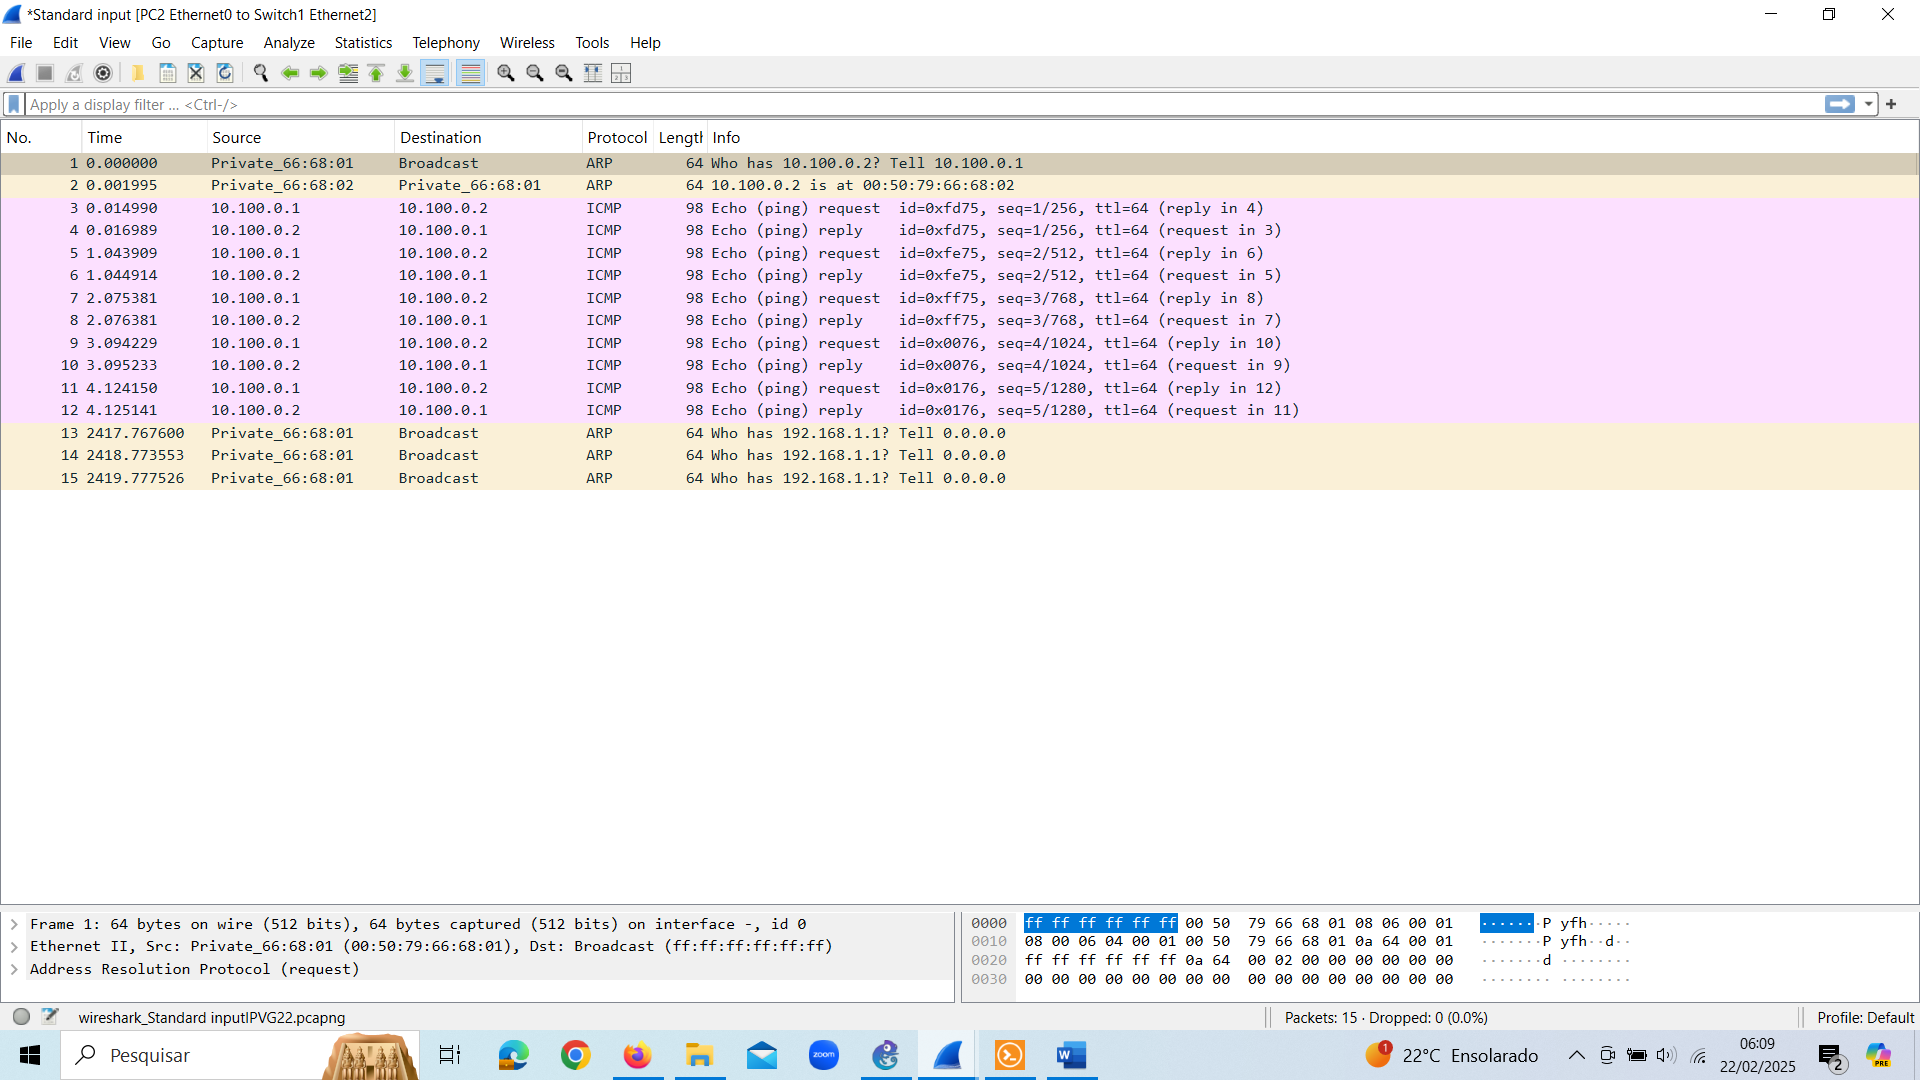 *Standard input [PC2 Ethernet0 to Switch1 Ethernet2]
File Edit View Go Capture Analyze Statistics Telephony Wireless Tools Help
Apply a display filter ... <Ctrl-/>
No. Time Source Destination Protocol Length Info
1 0.000000 Private_66:68:01 Broadcast ARP 64 Who has 10.100.0.2? Tell 10.100.0.1
2 0.001995 Private_66:68:02 Private_66:68:01 ARP 64 10.100.0.2 is at 00:50:79:66:68:02
3 0.014990 10.100.0.1 10.100.0.2 ICMP 98 Echo (ping) request id=0xfd75, seq=1/256, ttl=64 (reply in 4)
4 0.016989 10.100.0.2 10.100.0.1 ICMP 98 Echo (ping) reply id=0xfd75, seq=1/256, ttl=64 (request in 3)
5 1.043909 10.100.0.1 10.100.0.2 ICMP 98 Echo (ping) request id=0xfe75, seq=2/512, ttl=64 (reply in 6)
6 1.044914 10.100.0.2 10.100.0.1 ICMP 98 Echo (ping) reply id=0xfe75, seq=2/512, ttl=64 (request in 5)
7 2.075381 10.100.0.1 10.100.0.2 ICMP 98 Echo (ping) request id=0xff75, seq=3/768, ttl=64 (reply in 8)
8 2.076381 10.100.0.2 10.100.0.1 ICMP 98 Echo (ping) reply id=0xff75, seq=3/768, ttl=64 (request in 7)
9 3.094229 10.100.0.1 10.100.0.2 ICMP 98 Echo (ping) request id=0x0076, seq=4/1024, ttl=64 (reply in 10)
10 3.095233 10.100.0.2 10.100.0.1 ICMP 98 Echo (ping) reply id=0x0076, seq=4/1024, ttl=64 (request in 9)
11 4.124150 10.100.0.1 10.100.0.2 ICMP 98 Echo (ping) request id=0x0176, seq=5/1280, ttl=64 (reply in 12)
12 4.125141 10.100.0.2 10.100.0.1 ICMP 98 Echo (ping) reply id=0x0176, seq=5/1280, ttl=64 (request in 11)
13 2417.767600 Private_66:68:01 Broadcast ARP 64 Who has 192.168.1.1? Tell 0.0.0.0
14 2418.773553 Private_66:68:01 Broadcast ARP 64 Who has 192.168.1.1? Tell 0.0.0.0
15 2419.777526 Private_66:68:01 Broadcast ARP 64 Who has 192.168.1.1? Tell 0.0.0.0
Frame 1: 64 bytes on wire (512 bits), 64 bytes captured (512 bits) on interface -, id 0
Ethernet II, Src: Private_66:68:01 (00:50:79:66:68:01), Dst: Broadcast (ff:ff:ff:ff:ff:ff)
Address Resolution Protocol (request)
0000 ff ff ff ff ff ff 00 50 79 66 68 01 08 06 00 01 ·······P yfh·····
0010 08 00 06 04 00 01 00 50 79 66 68 01 0a 64 00 01 ·······P yfh··d··
0020 ff ff ff ff ff ff 0a 64 00 02 00 00 00 00 00 00 ·······d ········
0030 00 00 00 00 00 00 00 00 00 00 00 00 00 00 00 00 ········ ········
wireshark_Standard inputIPVG22.pcapng
Packets: 15 · Dropped: 0 (0.0%)
Profile: Default
Pesquisar
zoom
W
1
22°C Ensolarado
06:09
22/02/2025
2
PRE